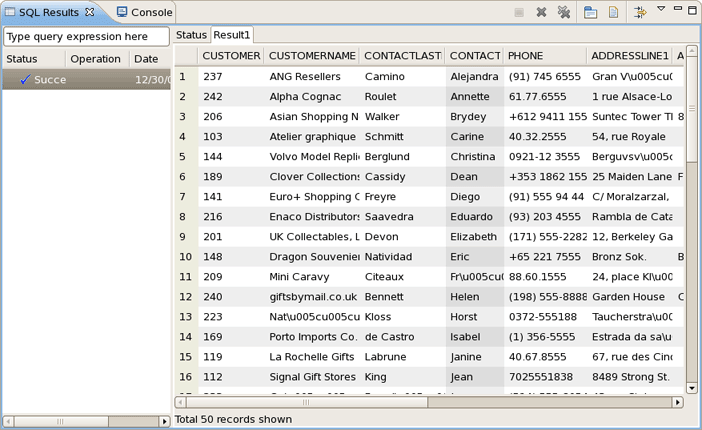 SQL Results Console
Type query expression here
Status Operation Date
Succe 12/30/0
Status Result1
CUSTOMER CUSTOMERNAME CONTACTLAST CONTACT PHONE ADDRESSLINE1 A
1 237 ANG Resellers Camino Alejandra (91) 745 6555 Gran V\u005cu0
2 242 Alpha Cognac Roulet Annette 61.77.6555 1 rue Alsace-Lo
3 206 Asian Shopping N Walker Brydey +612 9411 155 Suntec Tower Tl 8
4 103 Atelier graphique Schmitt Carine 40.32.2555 54, rue Royale
5 144 Volvo Model Repli Berglund Christina 0921-12 3555 Berguvsv\u005c
6 189 Clover Collections Cassidy Dean +353 1862 155 25 Maiden Lane F
7 141 Euro+ Shopping C Freyre Diego (91) 555 94 44 C/ Moralzarzal,
8 216 Enaco Distributors Saavedra Eduardo (93) 203 4555 Rambla de Cata
9 201 UK Collectables, L Devon Elizabeth (171) 555-2282 12, Berkeley Ga
10 148 Dragon Souvenier Natividad Eric +65 221 7555 Bronz Sok. B
11 209 Mini Caravy Citeaux Fr\u005cu( 88.60.1555 24, place Kl\u00
12 240 giftsbymail.co.uk Bennett Helen (198) 555-8888 Garden House C
13 223 Nat\u005cu005cu Kloss Horst 0372-555188 Taucherstra\u00
14 169 Porto Imports Co. de Castro Isabel (1) 356-5555 Estrada da sa\u
15 119 La Rochelle Gifts Labrune Janine 40.67.8555 67, rue des Cinq
16 112 Signal Gift Stores King Jean 7025551838 8489 Strong St.
Total 50 records shown